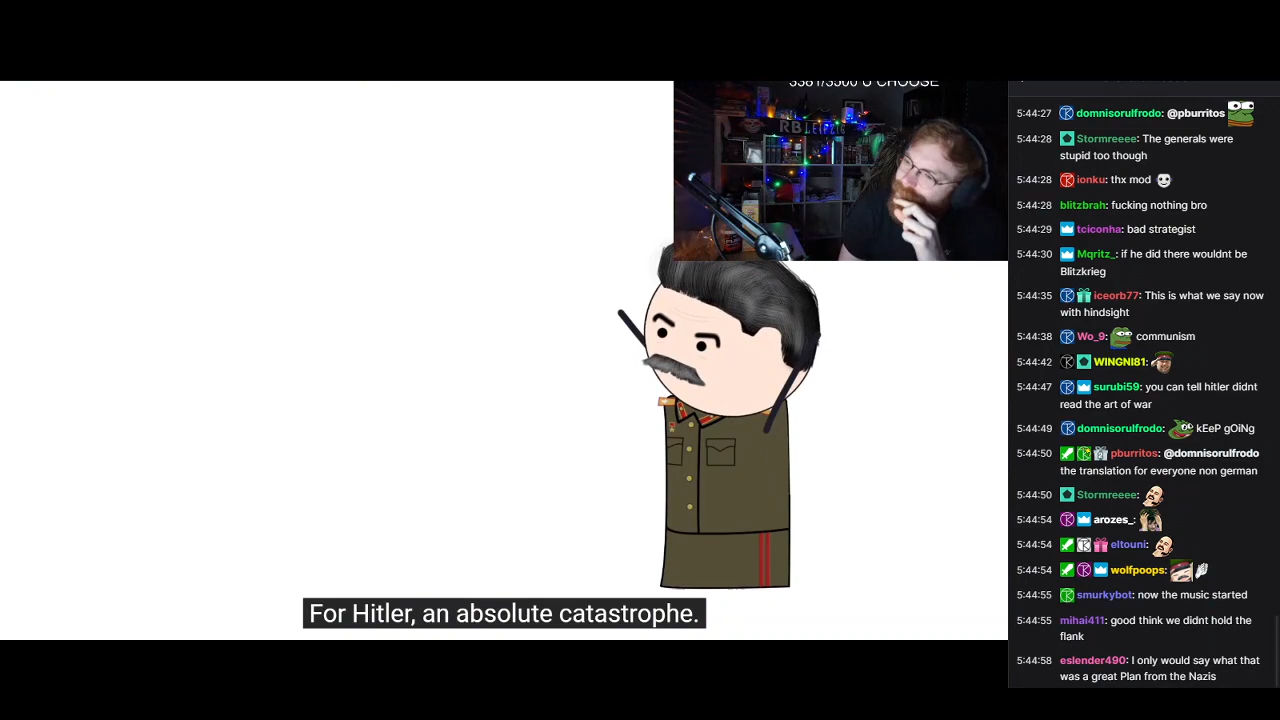 3381/3500 U CHOOSE
RB LEIPZIG
For Hitler, an absolute catastrophe.
5:44:27 domnisorulfrodo: @pburritos
5:44:28 Stormreeee: The generals were
stupid too though
5:44:28 ionku: thx mod
5:44:28 blitzbrah: fucking nothing bro
5:44:29 tciconha: bad strategist
5:44:30 Mqritz_: if he did there wouldnt be
Blitzkrieg
5:44:35 iceorb77: This is what we say now
with hindsight
5:44:38 Wo_9: communism
5:44:42 WINGNI81:
5:44:47 surubi59: you can tell hitler didnt
read the art of war
5:44:49 domnisorulfrodo: kEeP gOiNg
5:44:50 pburritos: @domnisorulfrodo
the translation for everyone non german
5:44:50 Stormreeee:
5:44:54 arozes_:
5:44:54 eltouni:
5:44:54 wolfpoops:
5:44:55 smurkybot: now the music started
5:44:55 mihai411: good think we didnt hold the
flank
5:44:58 eslender490: I only would say what that
was a great Plan from the Nazis